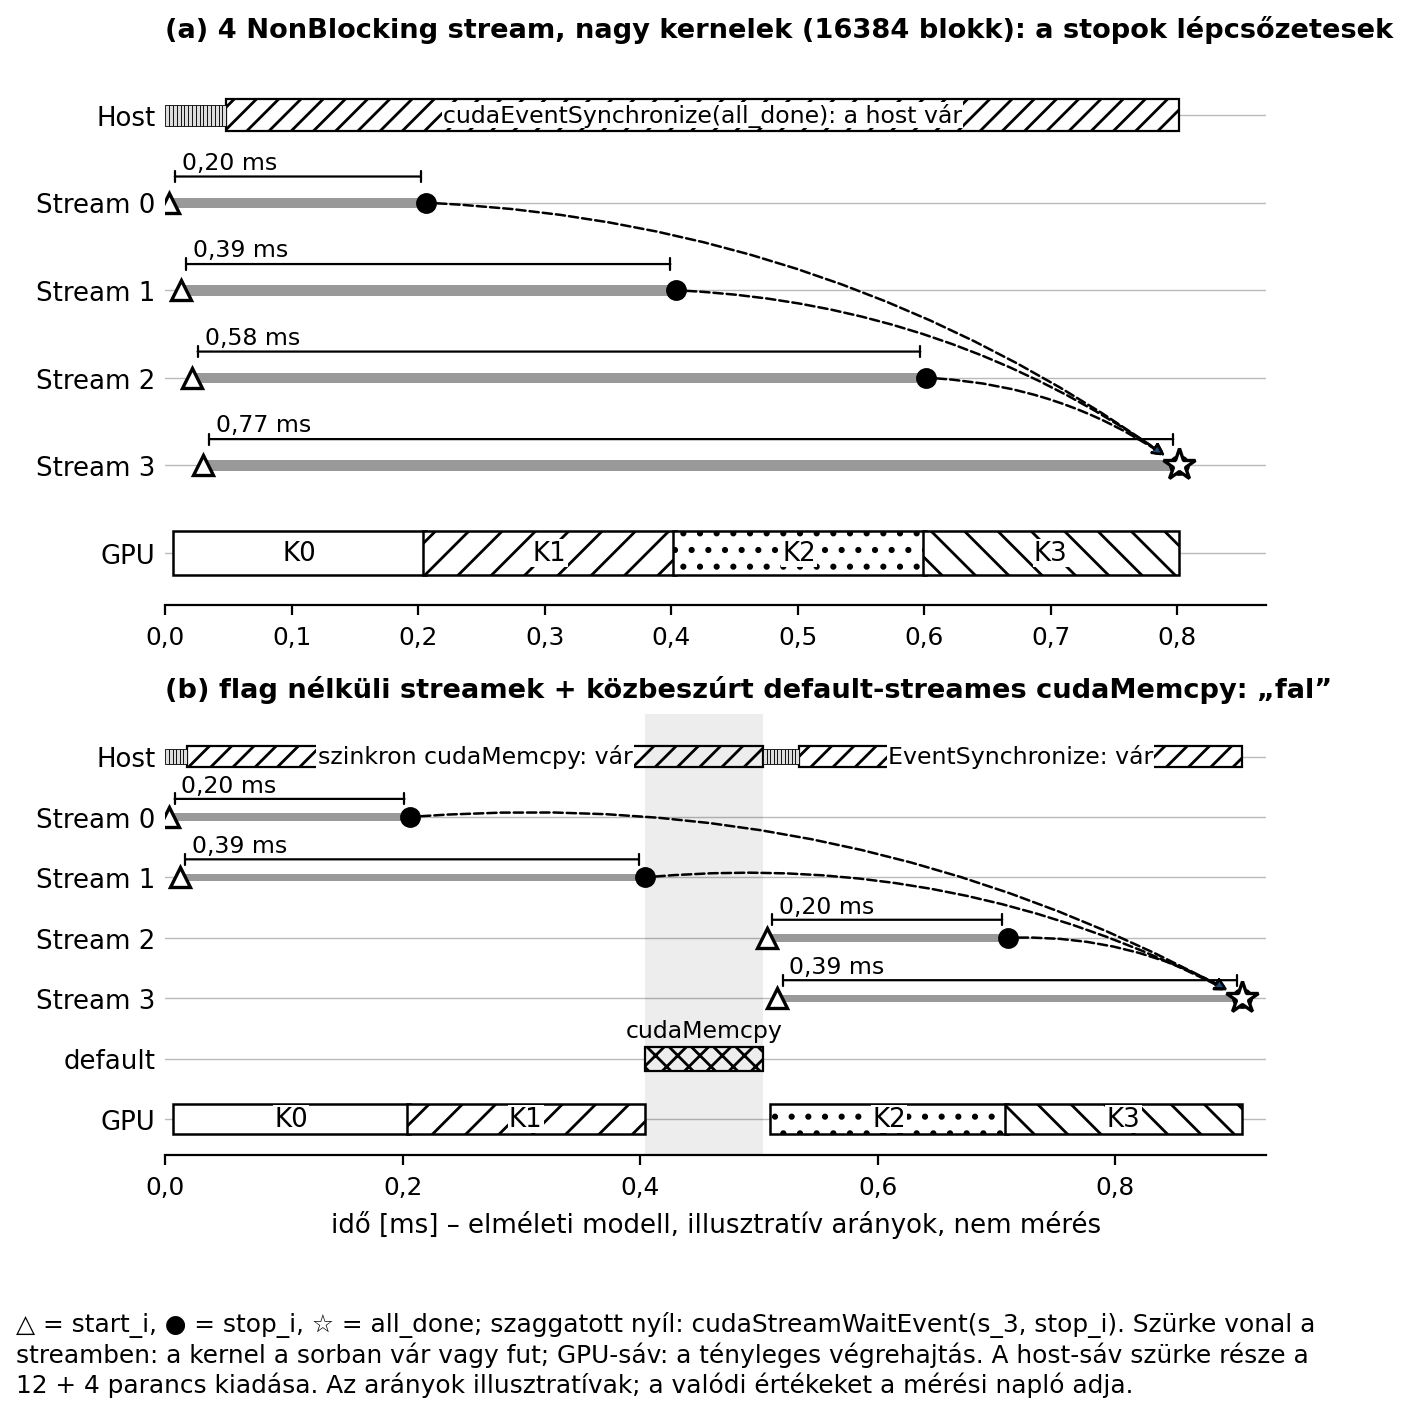 (a) 4 NonBlocking stream, nagy kernelek (16384 blokk): a stopok lépcsőzetesek
Host
cudaEventSynchronize(all_done): a host vár
0,20 ms
Stream 0
0,39 ms
Stream 1
0,58 ms
Stream 2
0,77 ms
Stream 3
GPU
K0
K1
K2
K3
0,0
0,1
0,2
0,3
0,4
0,5
0,6
0,7
0,8
(b) flag nélküli streamek + közbeszúrt default-streames cudaMemcpy: „fal”
Host
szinkron cudaMemcpy: vár
EventSynchronize: vár
0,20 ms
Stream 0
0,39 ms
Stream 1
0,20 ms
Stream 2
0,39 ms
Stream 3
cudaMemcpy
default
GPU
K0
K1
K2
K3
0,0
0,2
0,4
0,6
0,8
idő [ms] – elméleti modell, illusztratív arányok, nem mérés
△ = start_i, ● = stop_i, ☆ = all_done; szaggatott nyíl: cudaStreamWaitEvent(s_3, stop_i). Szürke vonal a
streamben: a kernel a sorban vár vagy fut; GPU-sáv: a tényleges végrehajtás. A host-sáv szürke része a
12 + 4 parancs kiadása. Az arányok illusztratívak; a valódi értékeket a mérési napló adja.